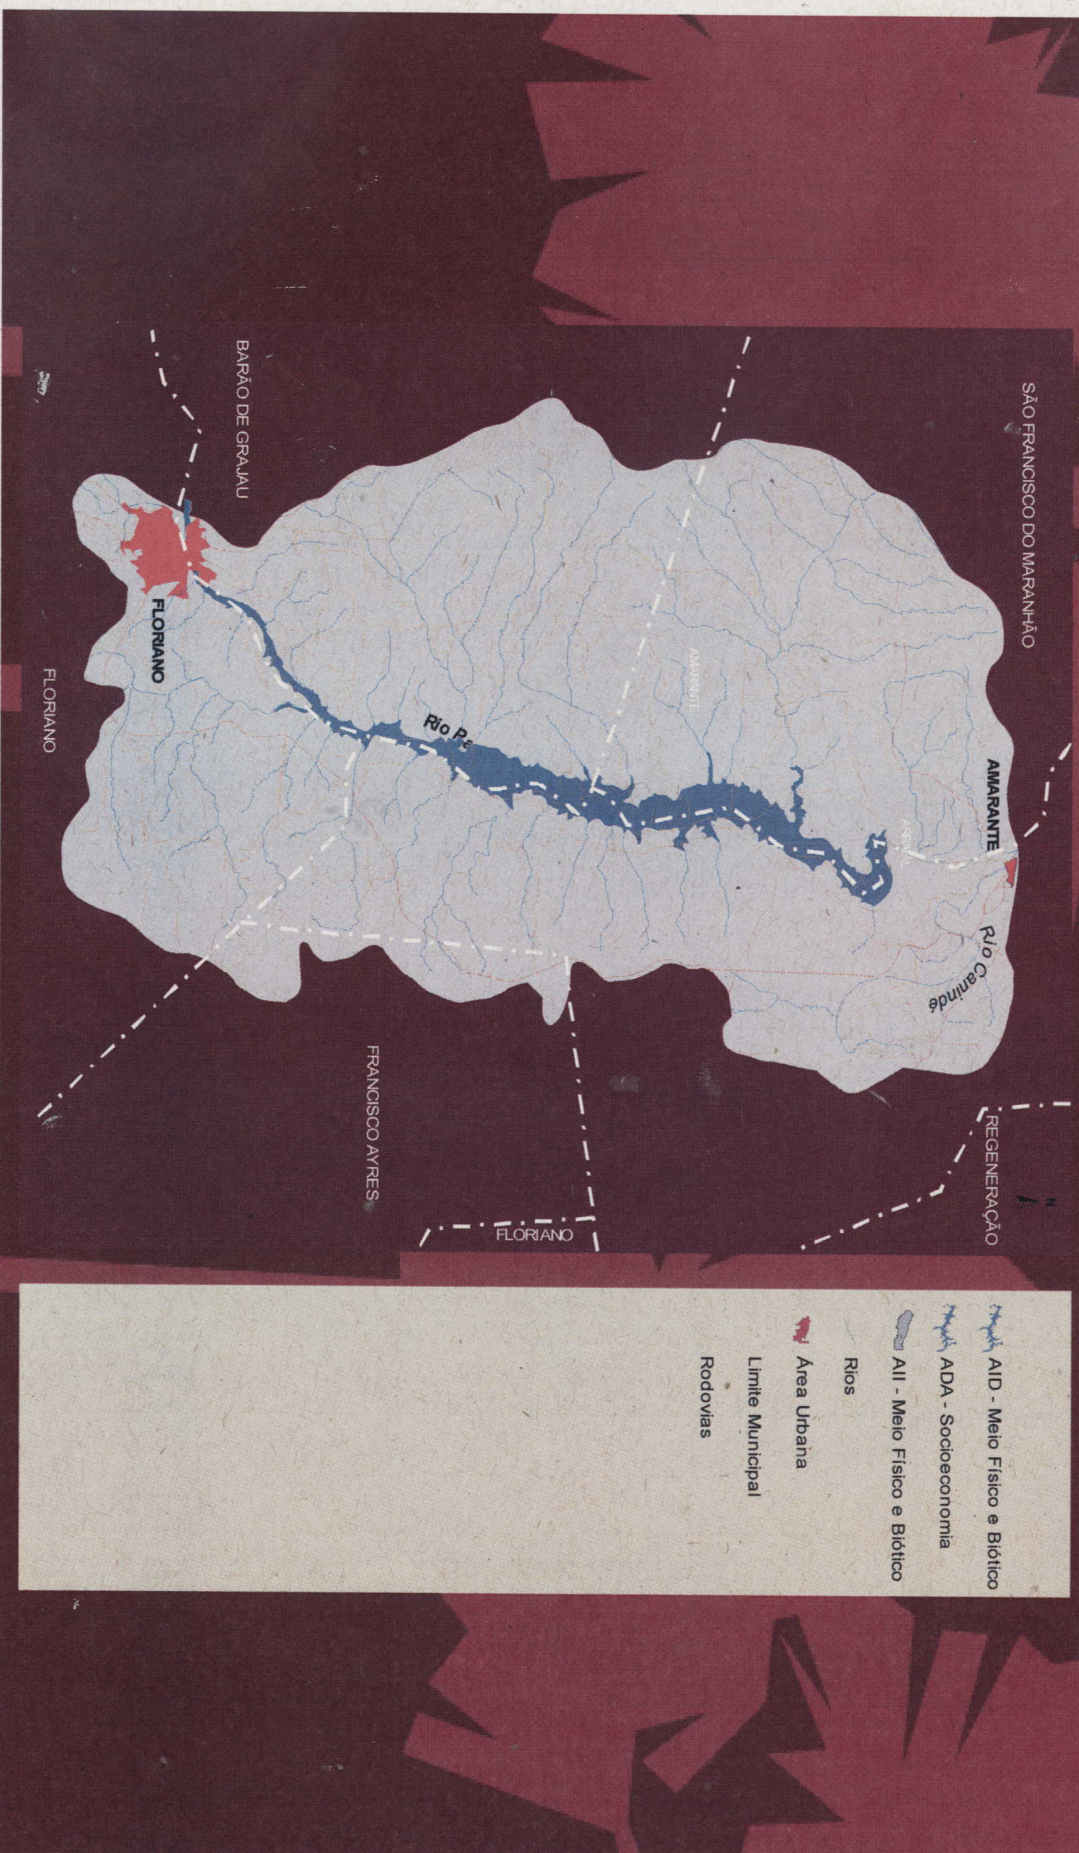 SÃO FRANCISCO DO MARANHÃO
AMARANTE
Rio Canindé
REGENERAÇÃO
N
AMARANTE
BARÃO DE GRAJAU
Rio Pa
FLORIANO
FLORIANO
FRANCISCO AYRES
FLORIANO
AID - Meio Físico e Biótico
ADA - Socioeconomia
AII - Meio Físico e Biótico
Rios
Área Urbana
Limite Municipal
Rodovias